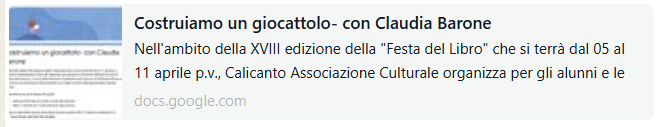 Costruiamo un giocattolo- con Claudia Barone
Nell'ambito della XVIII edizione della "Festa del Libro" che si terrà dal 05 al
11 aprile p.v., Calicanto Associazione Culturale organizza per gli alunni e le
docs.google.com
ostruiamo un giocattolo- con Claudia
arone